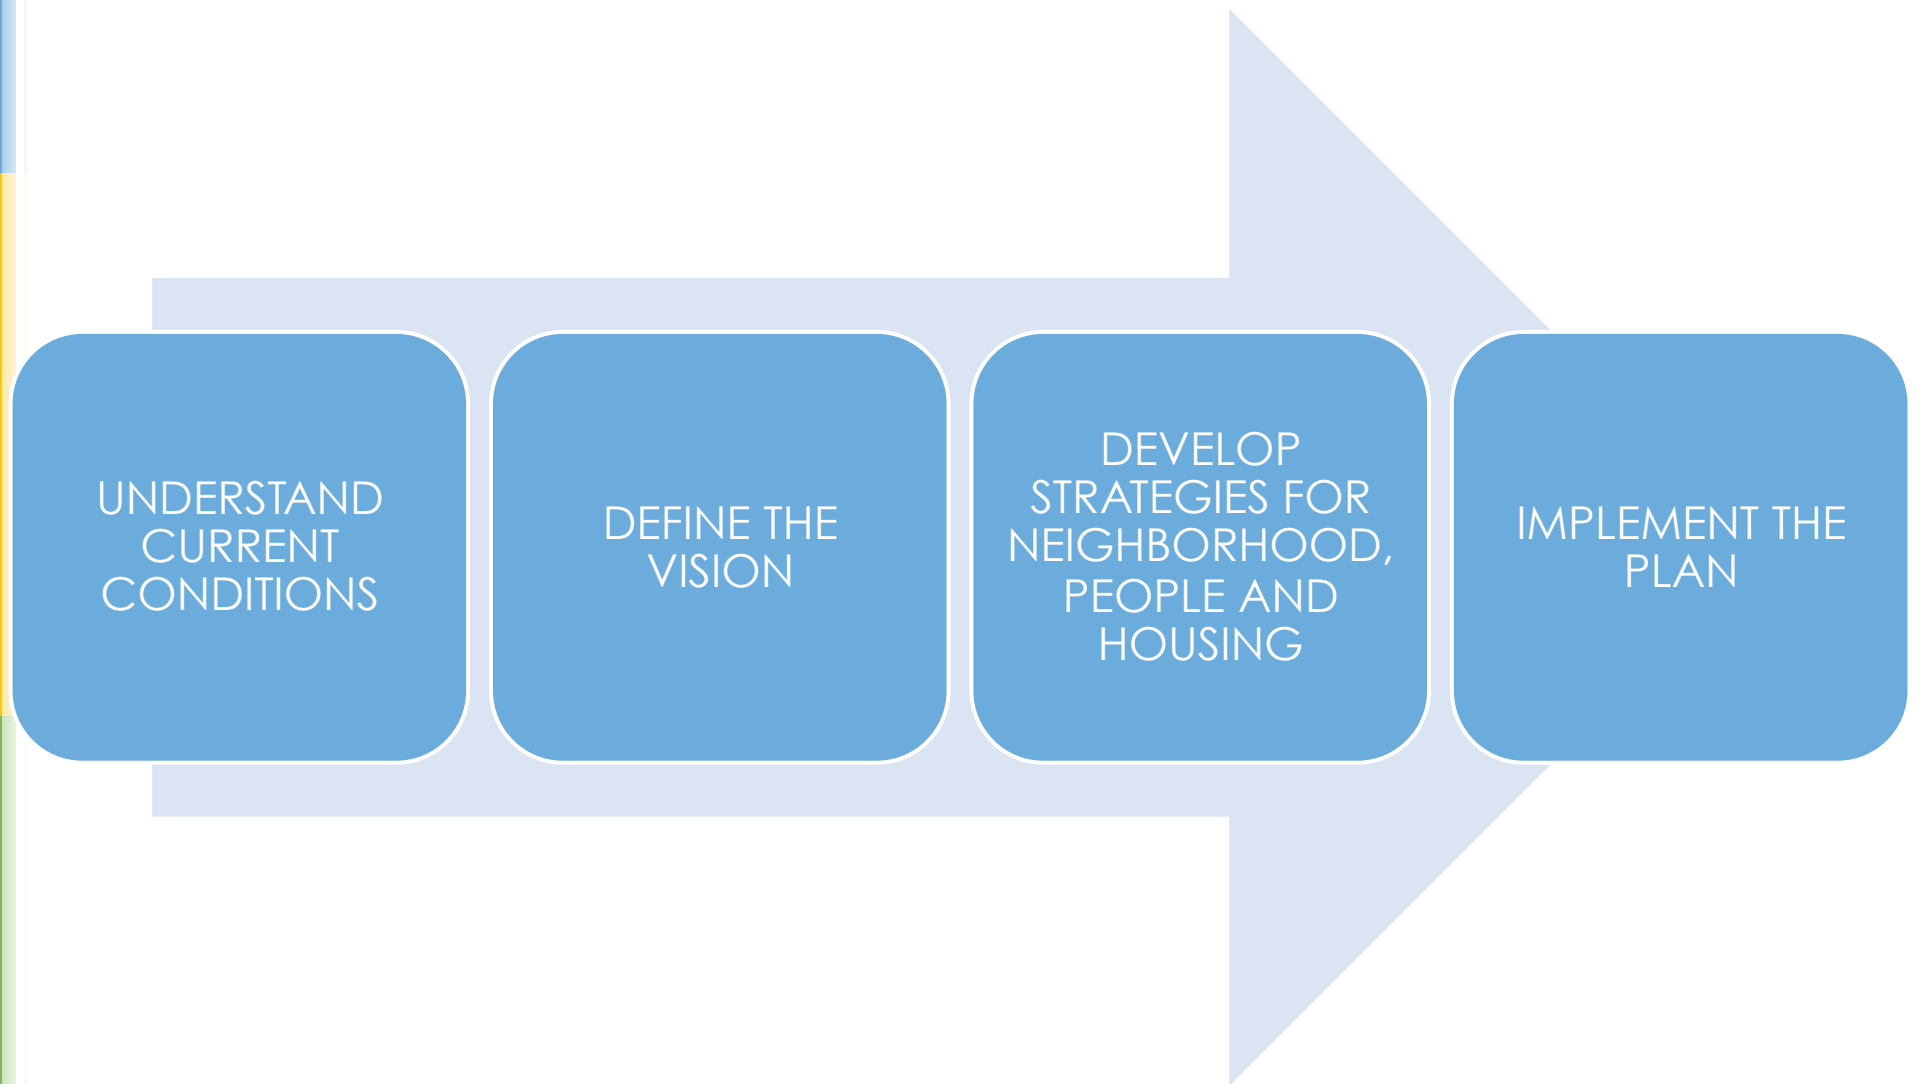 UNDERSTAND
CURRENT
CONDITIONS
DEFINE THE
VISION
DEVELOP
STRATEGIES FOR
NEIGHBORHOOD,
PEOPLE AND
HOUSING
IMPLEMENT THE
PLAN